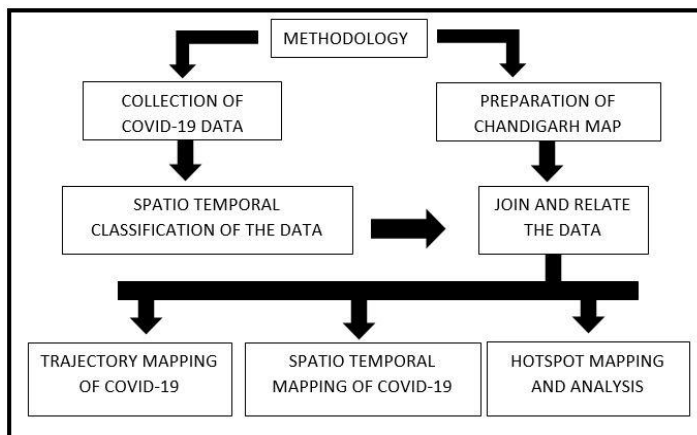 METHODOLOGY
COLLECTION OF
COVID-19 DATA
PREPARATION OF
CHANDIGARH MAP
SPATIO TEMPORAL
CLASSIFICATION OF THE DATA
JOIN AND RELATE
THE DATA
TRAJECTORY MAPPING
OF COVID-19
SPATIO TEMPORAL
MAPPING OF COVID-19
HOTSPOT MAPPING
AND ANALYSIS